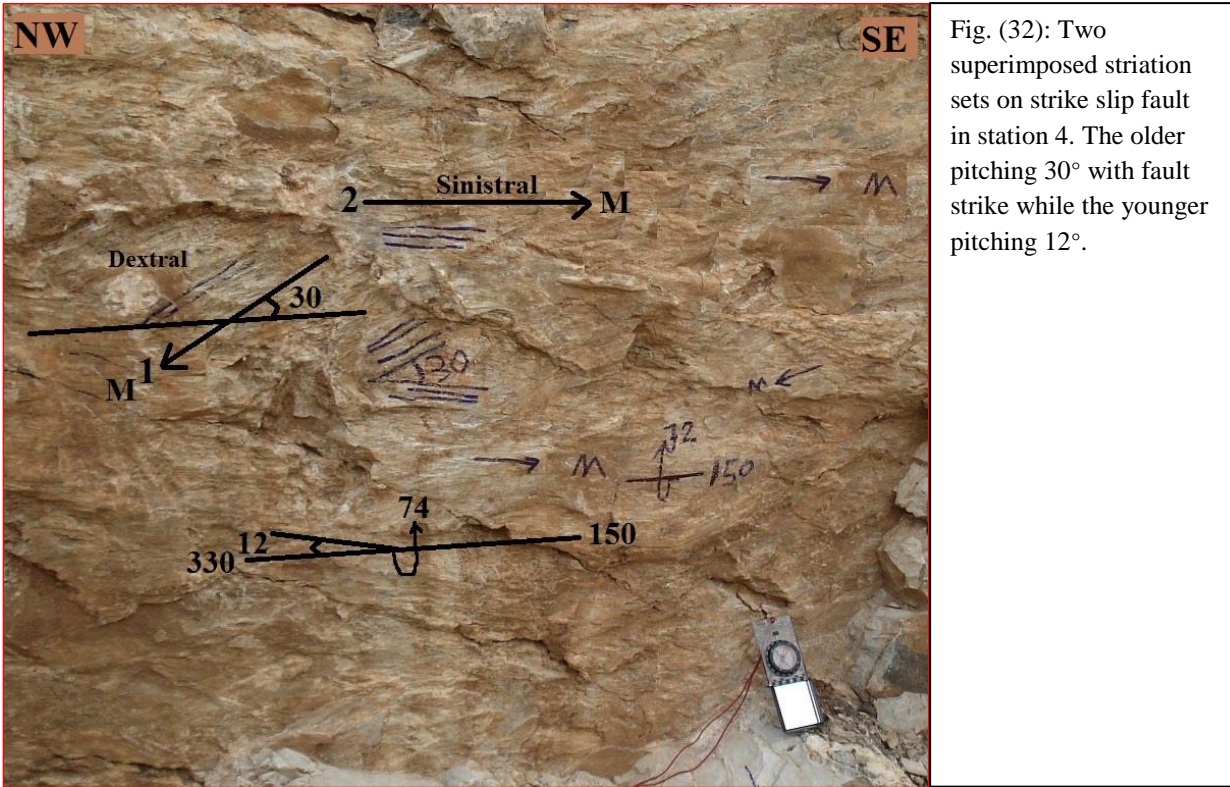 NW
SE
2 Sinistral M
M
Dextral
30
1
M
30
M
M
32
150
74
12
150
330
Fig. (32): Two
superimposed striation
sets on strike slip fault
in station 4. The older
pitching 30° with fault
strike while the younger
pitching 12°.